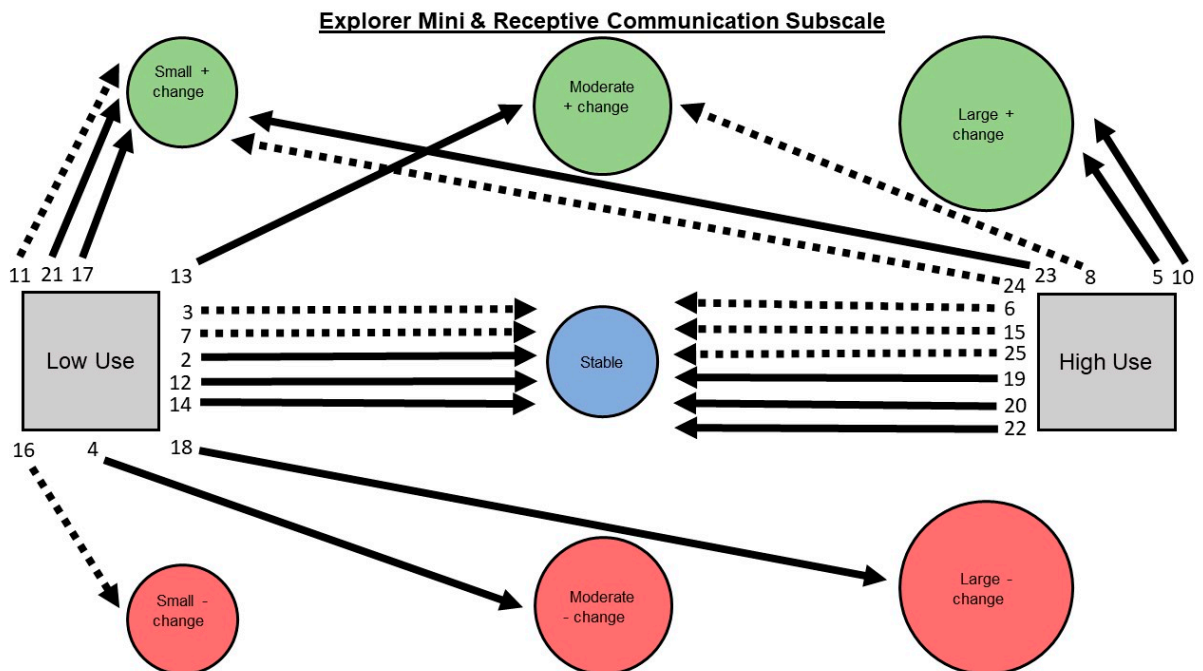 Explorer Mini & Receptive Communication Subscale
Small +
change
Moderate
+ change
Large +
change
11 21 17
13
23 8 5 10
24
3
7
2
12
14
6
15
25
19
20
22
Low Use
Stable
High Use
16 4 18
Small -
change
Moderate
- change
Large -
change